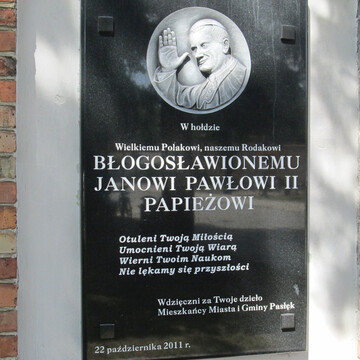 W hołdzie
Wielkiemu Polakowi, naszemu Rodakowi
BŁOGOSŁAWIONEMU
JANOWI PAWŁOWI II
PAPIEŻOWI
Otuleni Twoją Miłością
Umocnieni Twoją Wiarą
Wierni Twoim Naukom
Nie lękamy się przyszłości
Wdzięczni za Twoje dzieło
Mieszkańcy Miasta i Gminy Pasłęk
22 października 2011 r.